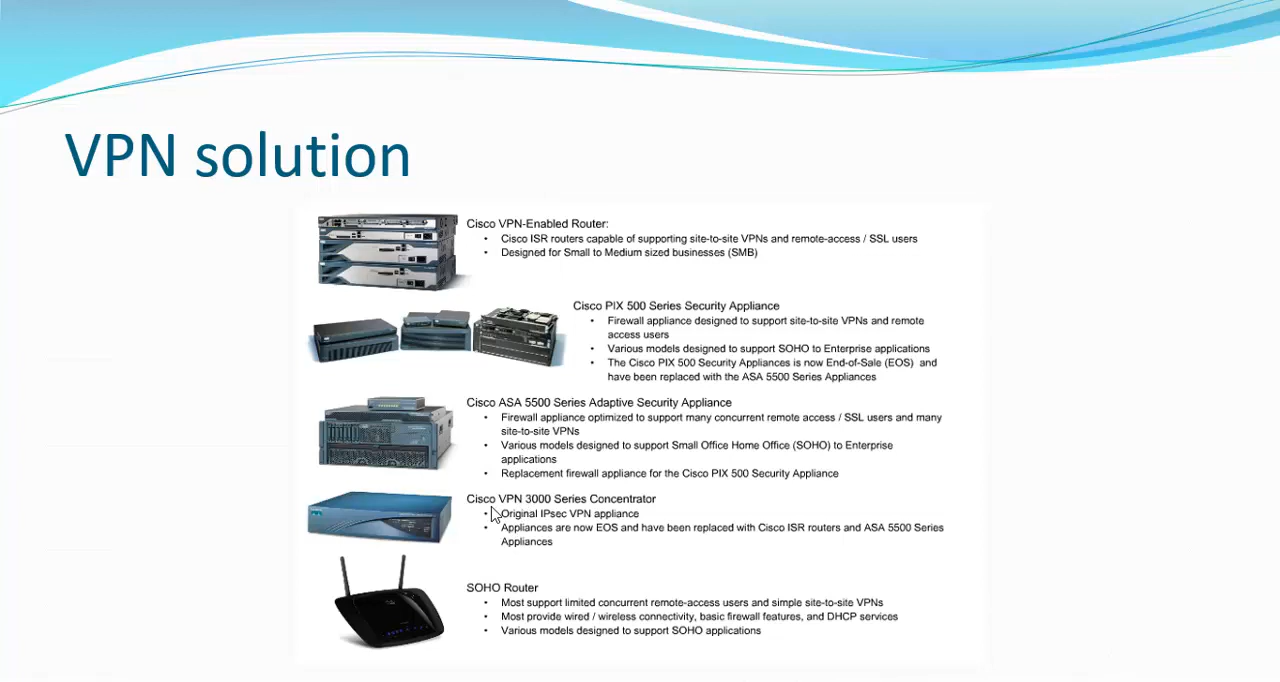 VPN solution
Cisco VPN-Enabled Router:
• Cisco ISR routers capable of supporting site-to-site VPNs and remote-access / SSL users
• Designed for Small to Medium sized businesses (SMB)
Cisco PIX 500 Series Security Appliance
• Firewall appliance designed to support site-to-site VPNs and remote
access users
• Various models designed to support SOHO to Enterprise applications
• The Cisco PIX 500 Security Appliances is now End-of-Sale (EOS) and
have been replaced with the ASA 5500 Series Appliances
Cisco ASA 5500 Series Adaptive Security Appliance
• Firewall appliance optimized to support many concurrent remote access / SSL users and many
site-to-site VPNs
• Various models designed to support Small Office Home Office (SOHO) to Enterprise
applications
• Replacement firewall appliance for the Cisco PIX 500 Security Appliance
Cisco VPN 3000 Series Concentrator
• Original IPsec VPN appliance
• Appliances are now EOS and have been replaced with Cisco ISR routers and ASA 5500 Series
Appliances
SOHO Router
• Most support limited concurrent remote-access users and simple site-to-site VPNs
• Most provide wired / wireless connectivity, basic firewall features, and DHCP services
• Various models designed to support SOHO applications